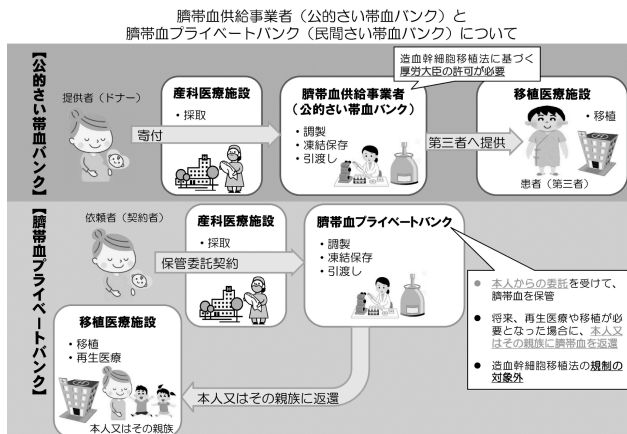 臍帯血供給事業者（公的さい帯血バンク）と
臍帯血プライベートバンク（民間さい帯血バンク）について
【公的さい帯血バンク】
提供者（ドナー）
寄付
産科医療施設
・採取
臍帯血供給事業者
（公的さい帯血バンク）
・調製
・凍結保存
・引渡し
造血幹細胞移植法に基づく
厚労大臣の許可が必要
第三者へ提供
移植医療施設
・移植
患者（第三者）
【臍帯血プライベートバンク】
依頼者（契約者）
保管委託契約
産科医療施設
・採取
臍帯血プライベートバンク
・調製
・凍結保存
・引渡し
● 本人からの委託を受けて、
臍帯血を保管
● 将来、再生医療や移植が必
要となった場合に、本人又
はその親族に臍帯血を返還
● 造血幹細胞移植法の規制の
対象外
移植医療施設
・移植
・再生医療
本人又はその親族
本人又はその親族に返還